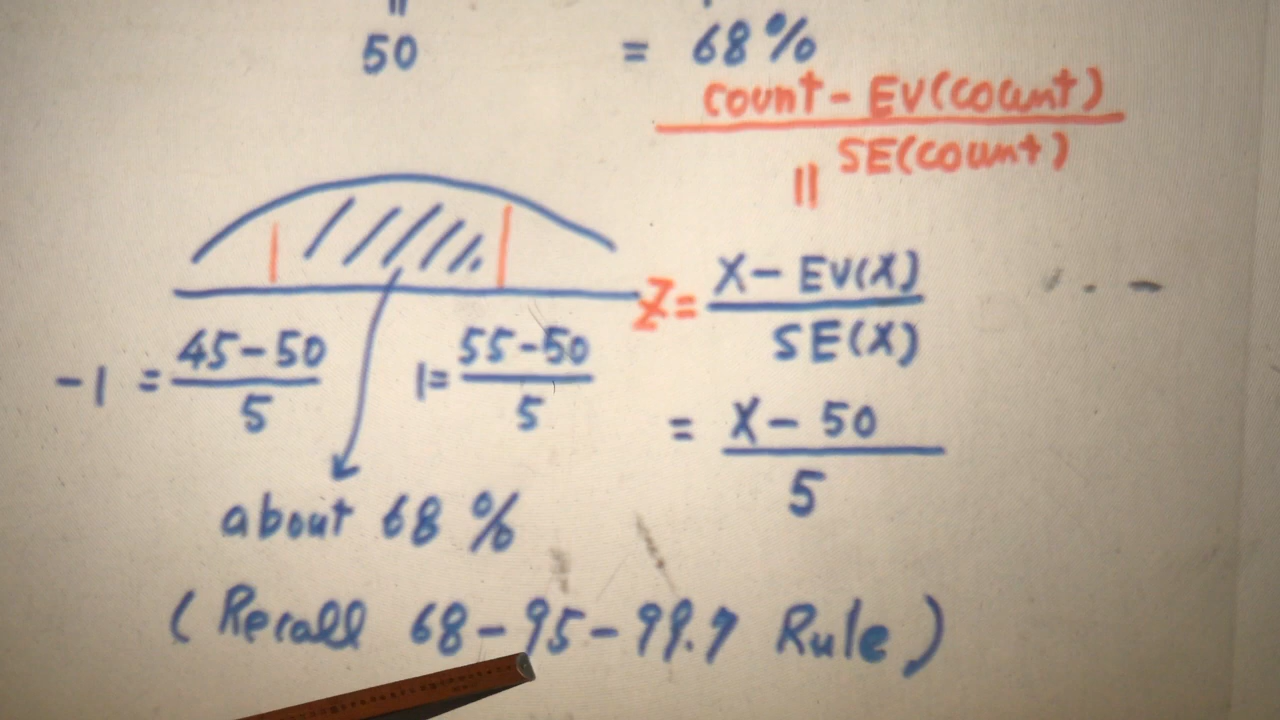 50 = 68%
count - EV(count)
SE(count)
Z = X - EV(X)
SE(X)
-1 = 45-50
5
1 = 55-50
5
= X - 50
5
about 68 %
(Recall 68-95-99.7 Rule)